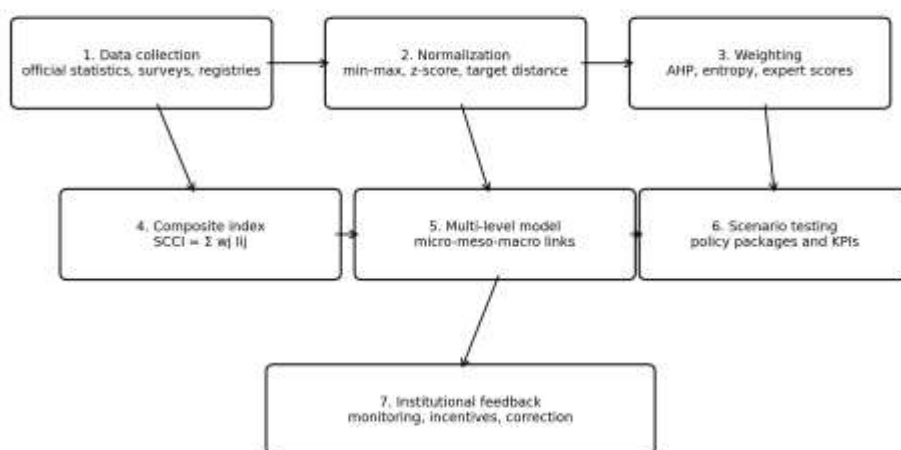 1. Data collection
official statistics, surveys, registries
2. Normalization
min-max, z-score, target distance
3. Weighting
AHP, entropy, expert scores
4. Composite index
SCCI = Σ wj Iij
5. Multi-level model
micro-meso-macro links
6. Scenario testing
policy packages and KPIs
7. Institutional feedback
monitoring, incentives, correction